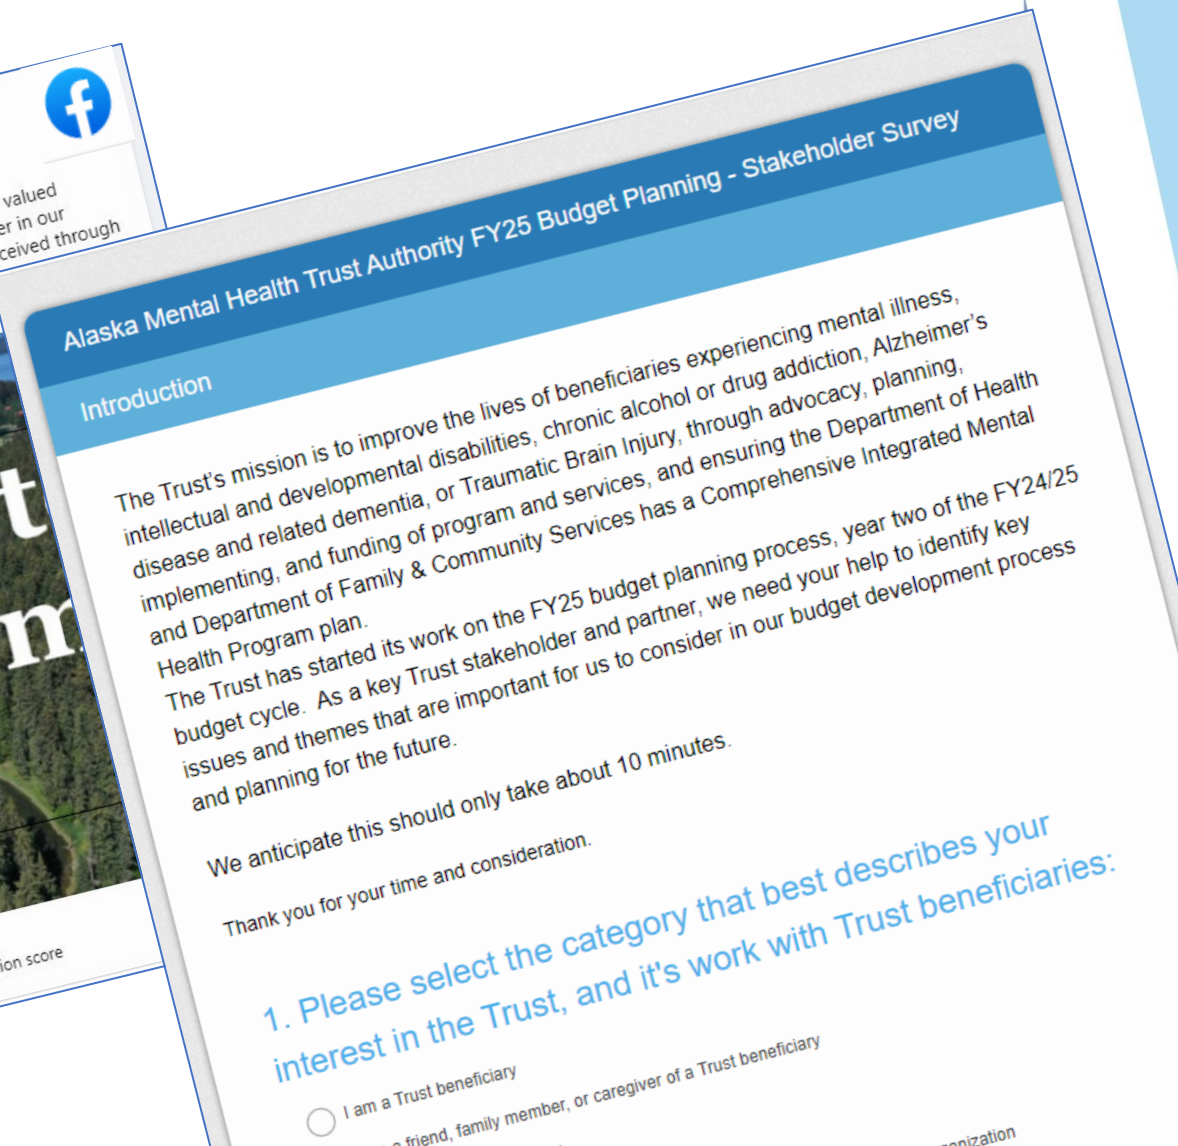 valued
er in our
ceived through
t
m
ion score
Alaska Mental Health Trust Authority FY25 Budget Planning - Stakeholder Survey
Introduction
The Trust's mission is to improve the lives of beneficiaries experiencing mental illness,
intellectual and developmental disabilities, chronic alcohol or drug addiction, Alzheimer's
disease and related dementia, or Traumatic Brain Injury, through advocacy, planning,
implementing, and funding of program and services, and ensuring the Department of Health
and Department of Family & Community Services has a Comprehensive Integrated Mental
Health Program plan.
The Trust has started its work on the FY25 budget planning process, year two of the FY24/25
budget cycle.  As a key Trust stakeholder and partner, we need your help to identify key
issues and themes that are important for us to consider in our budget development process
and planning for the future.
We anticipate this should only take about 10 minutes.
Thank you for your time and consideration.
1. Please select the category that best describes your
interest in the Trust, and it's work with Trust beneficiaries:
I am a Trust beneficiary
a friend, family member, or caregiver of a Trust beneficiary